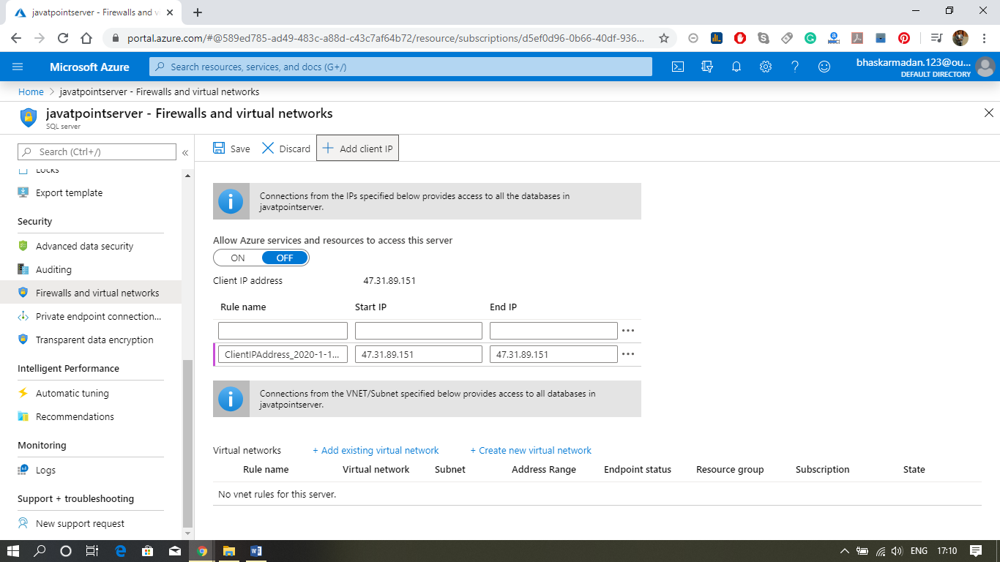 javatpointserver - Firewalls and v
portal.azure.com/#@589ed785-ad49-483c-a88d-c43c7af64b72/resource/subscriptions/d5ef0d96-0b66-40df-936...
Microsoft Azure
Search resources, services, and docs (G+/)
bhaskarmadan.123@ou...
DEFAULT DIRECTORY
Home > javatpointserver - Firewalls and virtual networks
javatpointserver - Firewalls and virtual networks
SQL server
Search (Ctrl+/)
«
Save
Discard
Add client IP
Locks
Export template
Security
Advanced data security
Auditing
Firewalls and virtual networks
Private endpoint connection...
Transparent data encryption
Intelligent Performance
Automatic tuning
Recommendations
Monitoring
Logs
Support + troubleshooting
New support request
Connections from the IPs specified below provides access to all the databases in
javatpointserver.
Allow Azure services and resources to access this server
ON OFF
Client IP address 47.31.89.151
Rule name Start IP End IP
ClientIPAddress_2020-1-1... 47.31.89.151 47.31.89.151
Connections from the VNET/Subnet specified below provides access to all databases in
javatpointserver.
Virtual networks + Add existing virtual network + Create new virtual network
Rule name Virtual network Subnet Address Range Endpoint status Resource group Subscription State
No vnet rules for this server.
ENG 17:10